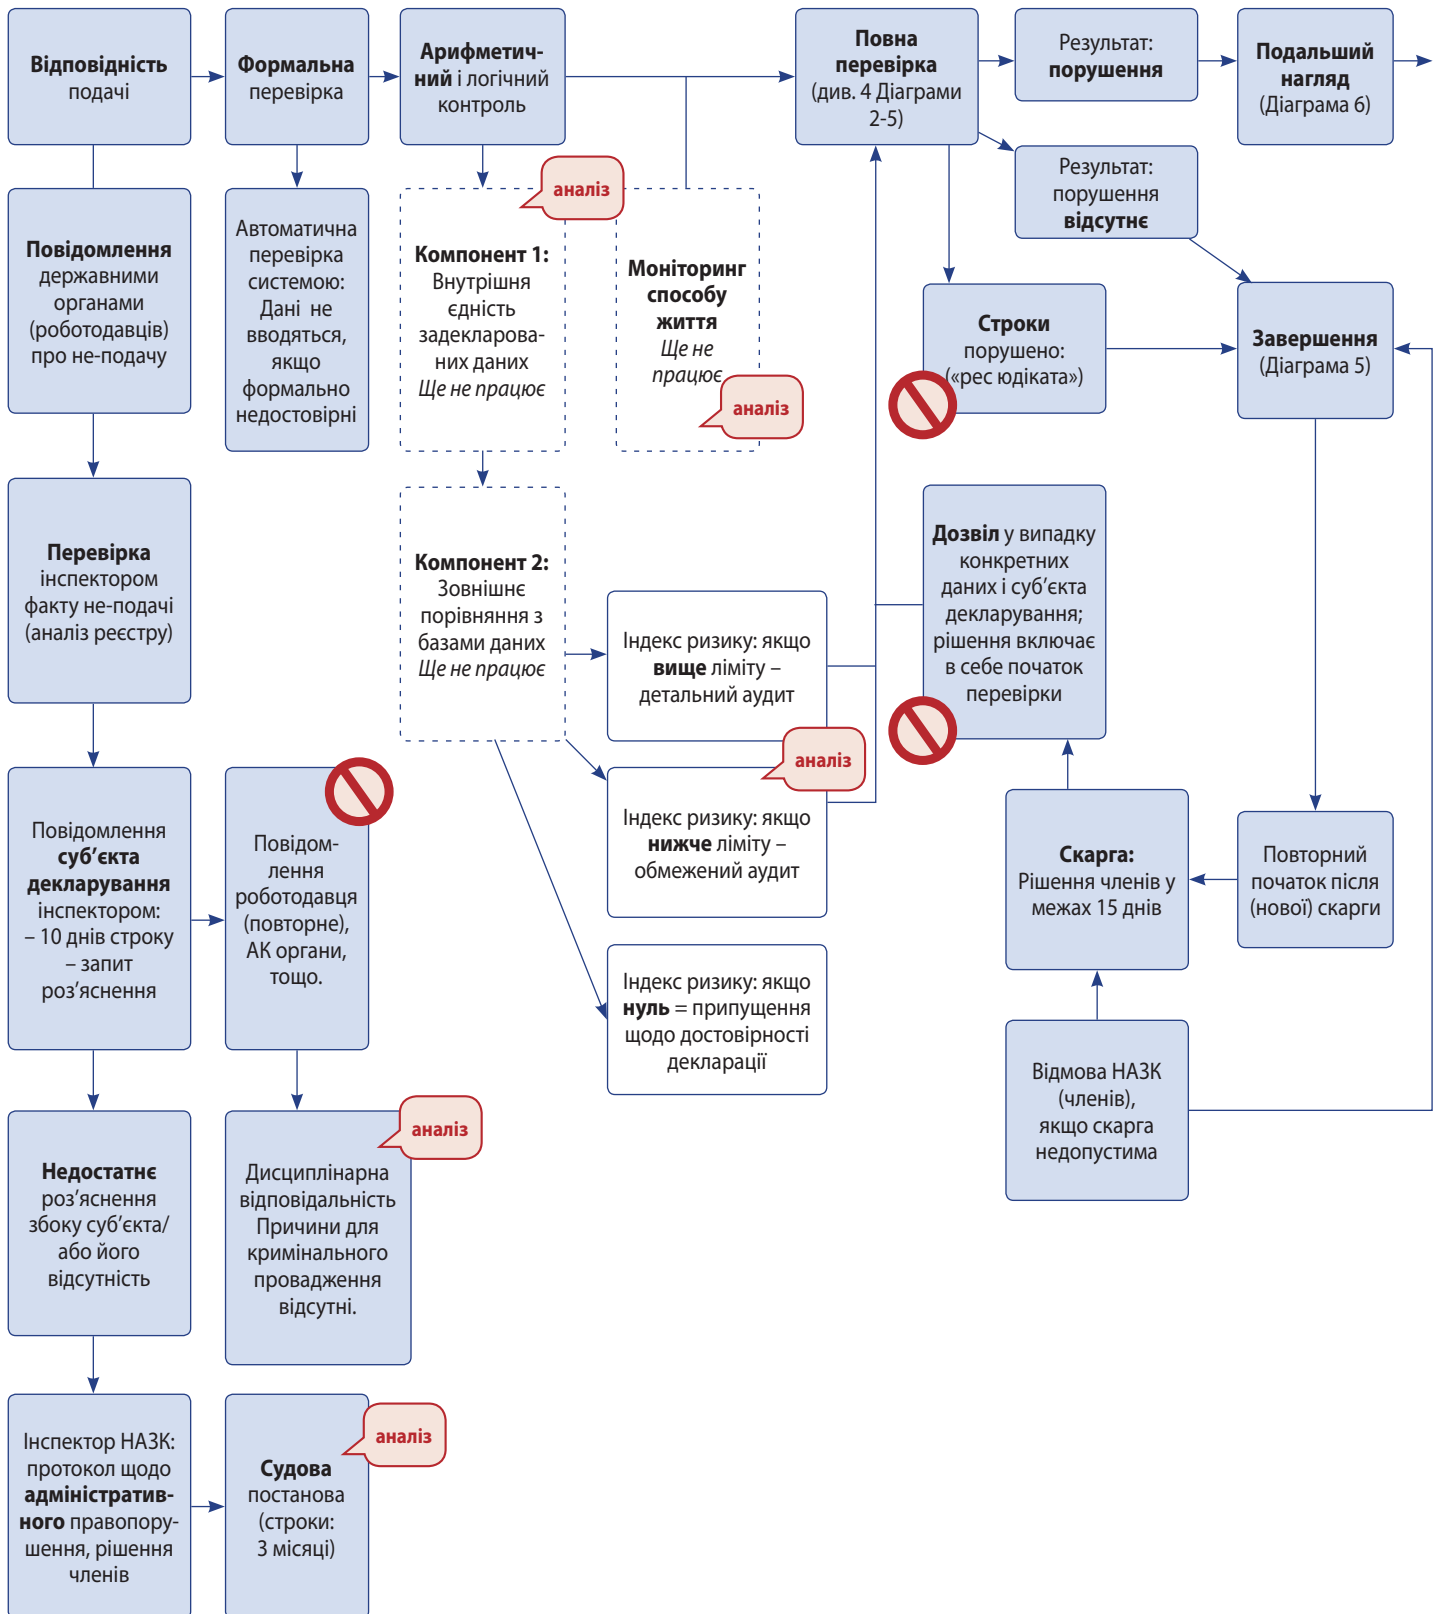 Відповідність
подачі
Формальна
перевірка
Арифметич-
ний і логічний
контроль
Повна
перевірка
(див. 4 Діаграми
2-5)
Результат:
порушення
Подальший
нагляд
(Діаграма 6)
Результат:
порушення
відсутнє
Повідомлення
державними
органами
(роботодавців)
про не-подачу
Автоматична
перевірка
системою:
Дані не
вводяться,
якщо
формально
недостовірні
аналіз
Компонент 1:
Внутрішня
єдність
задекларова-
них даних
Ще не працює
Моніторинг
способу
життя
Ще не
працює
аналіз
Строки
порушено:
(«рес юдіката»)
Завершення
(Діаграма 5)
Перевірка
інспектором
факту не-подачі
(аналіз реєстру)
Компонент 2:
Зовнішнє
порівняння з
базами даних
Ще не працює
Індекс ризику: якщо
вище ліміту –
детальний аудит
Дозвіл у випадку
конкретних
даних і суб’єкта
декларування;
рішення включає
в себе початок
перевірки
аналіз
Повідомлення
суб’єкта
декларування
інспектором:
– 10 днів строку
– запит
роз’яснення
Повідом-
лення
роботодавця
(повторне),
АК органи,
тощо.
Індекс ризику: якщо
нижче ліміту –
обмежений аудит
Скарга:
Рішення членів у
межах 15 днів
Повторний
початок після
(нової) скарги
Індекс ризику: якщо
нуль = припущення
щодо достовірності
декларації
Відмова НАЗК
(членів),
якщо скарга
недопустима
Недостатнє
роз’яснення
збоку суб’єкта/
або його
відсутність
аналіз
Дисциплінарна
відповідальність
Причини для
кримінального
провадження
відсутні.
Інспектор НАЗК:
протокол щодо
адміністратив-
ного правопору-
шення, рішення
членів
аналіз
Судова
постанова
(строки:
3 місяці)